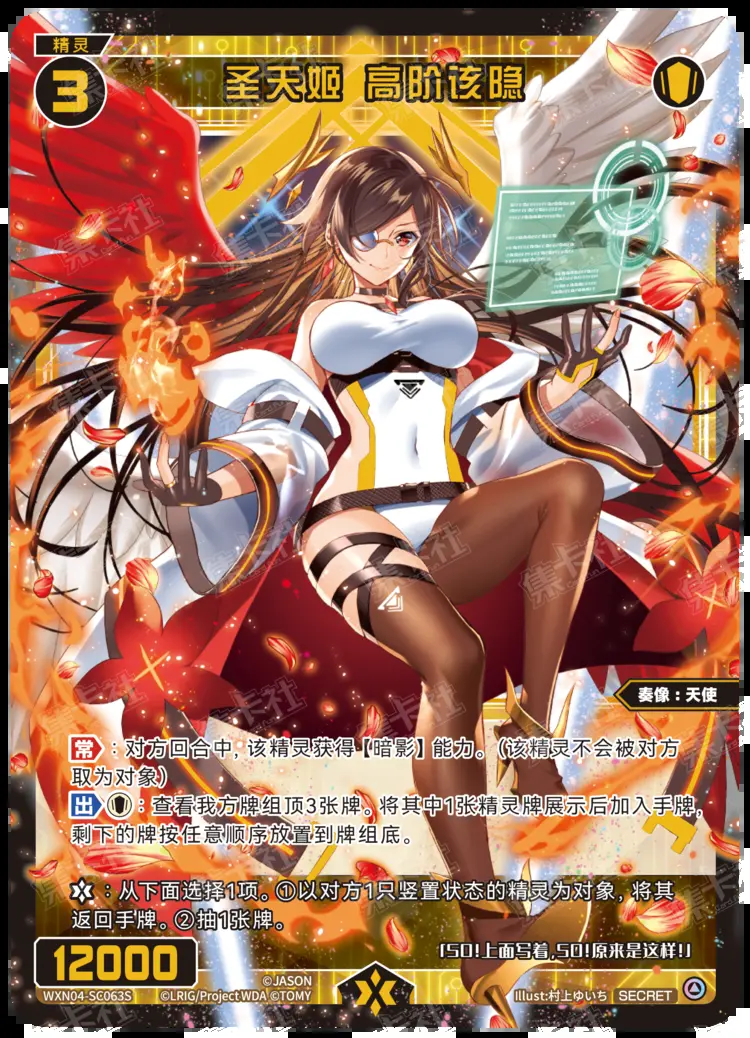 精灵
3
圣天姬 高阶该隐
奏像：天使
常：对方回合中，该精灵获得【暗影】能力。（该精灵不会被对方
取为对象）
出：查看我方牌组顶3张牌。将其中1张精灵牌展示后加入手牌，
剩下的牌按任意顺序放置到牌组底。
：从下面选择1项。①以对方1只竖置状态的精灵为对象，将其
返回手牌。②抽1张牌。
「SO！上面写着，SO！原来是这样！」
12000
©JASON
WXN04-SC063S ©LRIG/Project WDA ©TOMY
Illust:村上ゆいち SECRET
集卡社